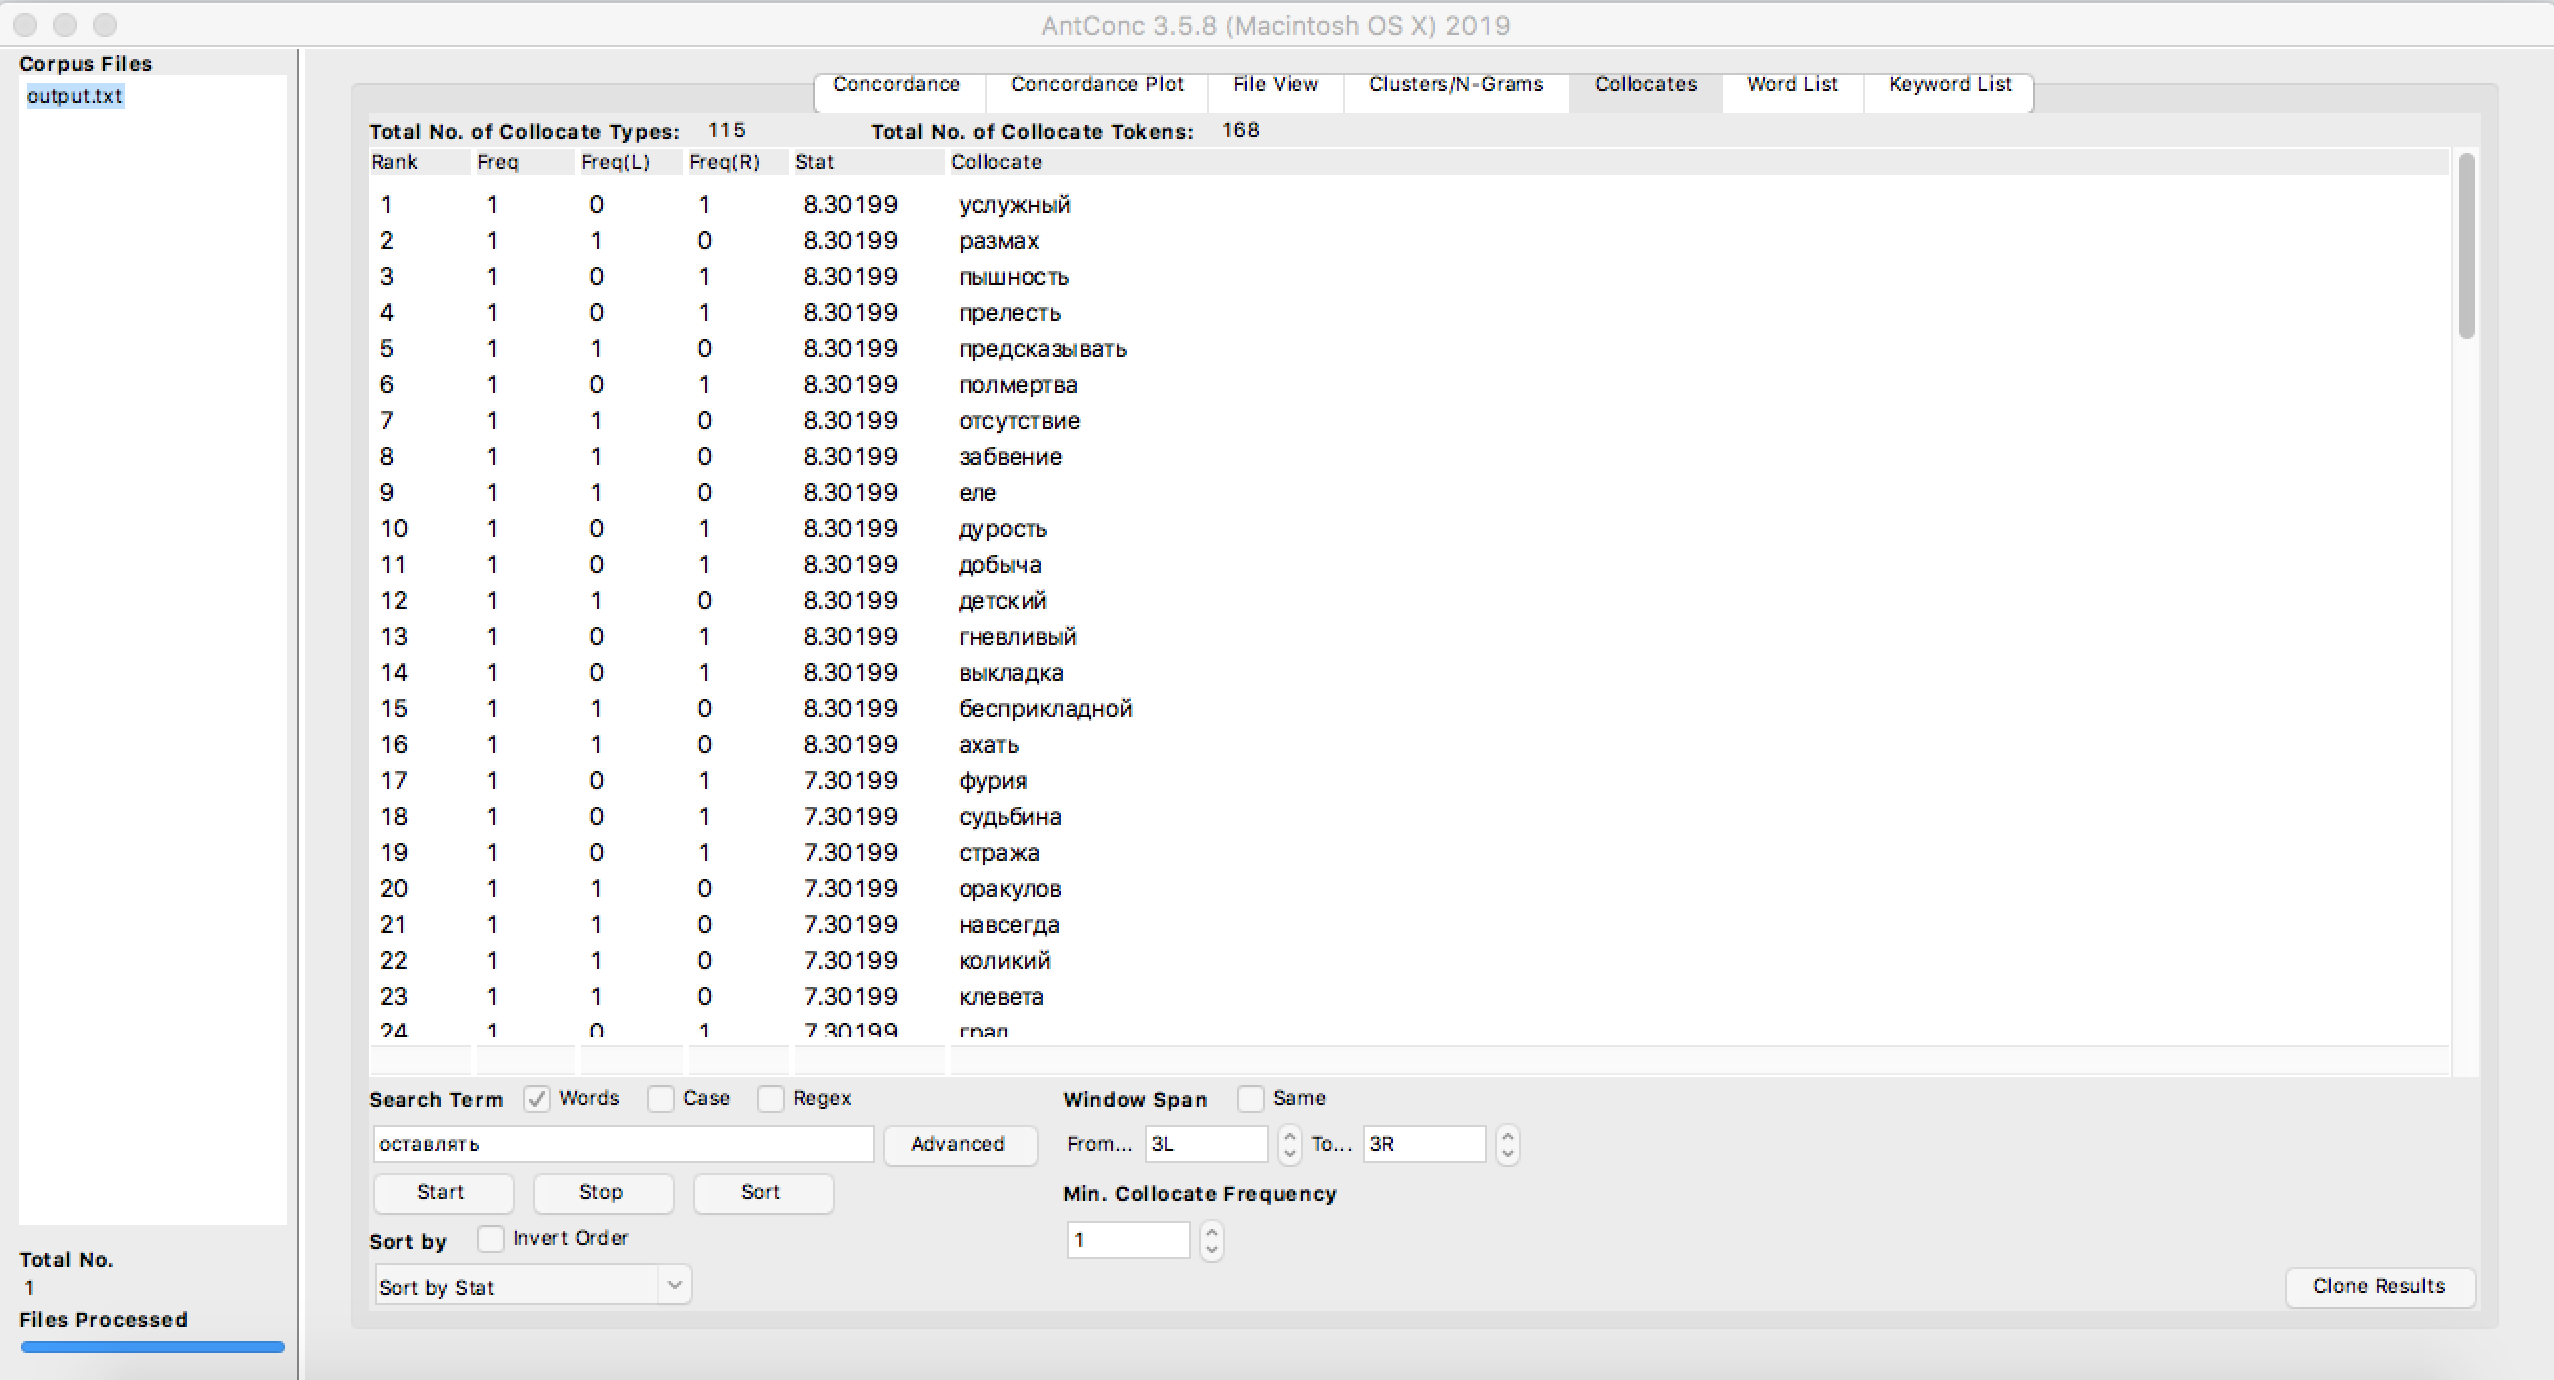 AntConc 3.5.8 (Macintosh OS X) 2019
Corpus Files
output.txt
Concordance Concordance Plot File View Clusters/N-Grams Collocates Word List Keyword List
Total No. of Collocate Types: 115 Total No. of Collocate Tokens: 168
Rank Freq Freq(L) Freq(R) Stat Collocate
1 1 0 1 8.30199 услужный
2 1 1 0 8.30199 размах
3 1 0 1 8.30199 пышность
4 1 0 1 8.30199 прелесть
5 1 1 0 8.30199 предсказывать
6 1 0 1 8.30199 полмертва
7 1 1 0 8.30199 отсутствие
8 1 1 0 8.30199 забвение
9 1 1 0 8.30199 еле
10 1 0 1 8.30199 дурость
11 1 0 1 8.30199 добыча
12 1 1 0 8.30199 детский
13 1 0 1 8.30199 гневливый
14 1 0 1 8.30199 выкладка
15 1 1 0 8.30199 бесприкладной
16 1 1 0 8.30199 ахать
17 1 0 1 7.30199 фурия
18 1 0 1 7.30199 судьбина
19 1 0 1 7.30199 стража
20 1 1 0 7.30199 оракулов
21 1 1 0 7.30199 навсегда
22 1 1 0 7.30199 коликий
23 1 1 0 7.30199 клевета
24 1 0 1 7.30199
Search Term Words Case Regex Window Span Same
оставлять Advanced From... 3L To... 3R
Start Stop Sort Min. Collocate Frequency
Sort by Invert Order 1
Sort by Stat
Clone Results
Total No.
1
Files Processed